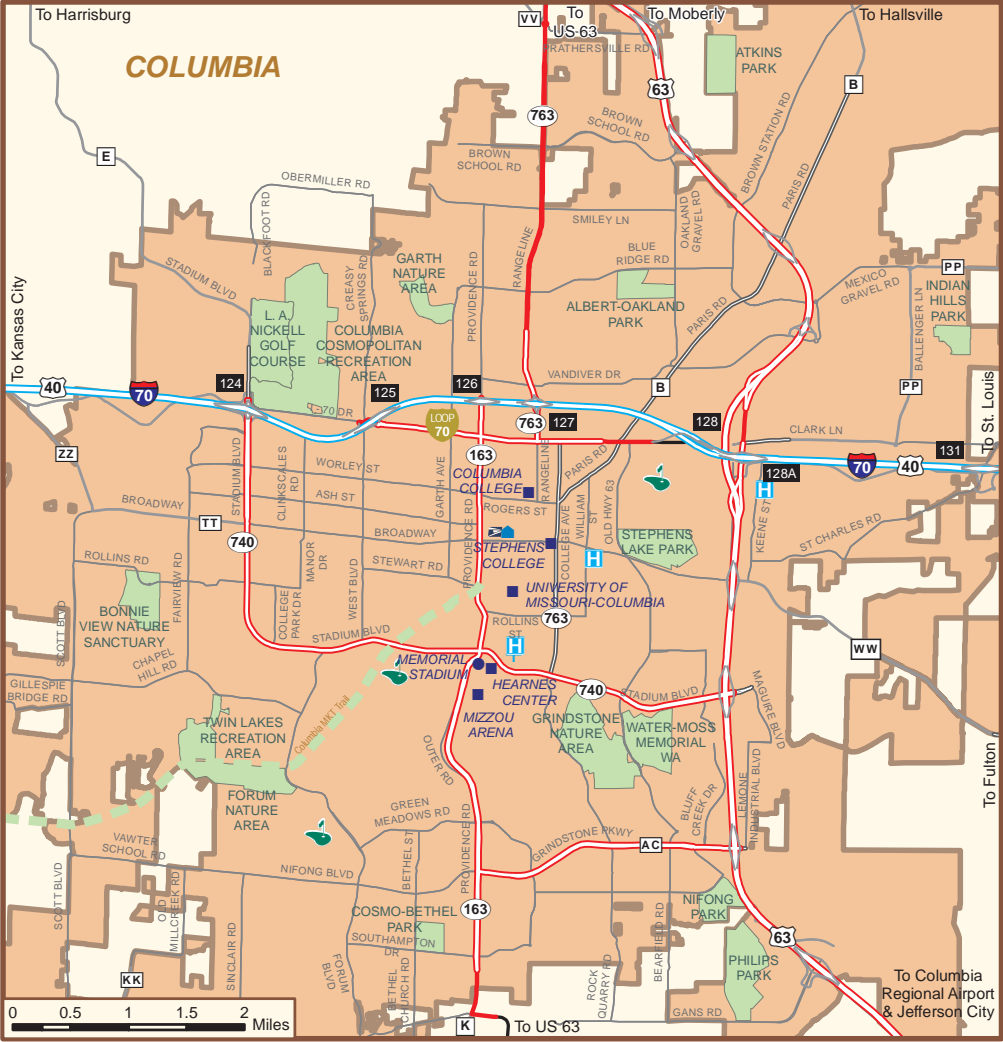 To Harrisburg
VV
To
US 63
To Moberly
To Hallsville
COLUMBIA
PRATHERSVILLE RD
ATKINS
PARK
63
B
763
BROWN
SCHOOL RD
BROWN STATION RD
E
BROWN
SCHOOL RD
PARIS RD
OBERMILLER RD
BLACKFOOT RD
SMILEY LN
OAKLAND
GRAVEL RD
RANGELINE
PROVIDENCE RD
BLUE
RIDGE RD
STADIUM BLVD
CREASY
SPRINGS RD
GARTH
NATURE
AREA
PP
MEXICO
GRAVEL RD
INDIAN
HILLS
PARK
To Kansas City
L. A.
NICKELL
GOLF
COURSE
COLUMBIA
COSMOPOLITAN
RECREATION
AREA
ALBERT-OAKLAND
PARK
PARIS RD
BALLENGER LN
VANDIVER DR
40
70
124
125
126
B
PP
I-70 DR
LOOP
70
763
127
128
CLARK LN
131
To St. Louis
ZZ
163
128A
70
40
STADIUM BLVD
CLINKSCALES
RD
WORLEY ST
GARTH AVE
COLUMBIA
COLLEGE
RANGELINE
PARIS RD
H
ASH ST
ROGERS ST
WILLIAM
ST
OLD HWY 63
KEENE ST
BROADWAY
TT
BROADWAY
PROVIDENCE RD
STEPHENS
COLLEGE
COLLEGE AVE
STEPHENS
LAKE PARK
ST CHARLES RD
740
ROLLINS RD
FAIRVIEW RD
MANOR
DR
WEST BLVD
STEWART RD
H
UNIVERSITY OF
MISSOURI-COLUMBIA
SCOTT BLVD
BONNIE
VIEW NATURE
SANCTUARY
COLLEGE
PARK DR
STADIUM BLVD
ROLLINS
ST
763
H
WW
CHAPEL
HILL RD
MEMORIAL
STADIUM
GILLESPIE
BRIDGE RD
HEARNES
CENTER
740
STADIUM BLVD
MAGUIRE BLVD
MIZZOU
ARENA
GRINDSTONE
NATURE
AREA
WATER-MOSS
MEMORIAL
WA
TWIN LAKES
RECREATION
AREA
Columbia MKT Trail
OUTER RD
To Fulton
FORUM
NATURE
AREA
GREEN
MEADOWS RD
BLUFF
CREEK DR
LEMONE
INDUSTRIAL BLVD
VAWTER
SCHOOL RD
PROVIDENCE RD
GRINDSTONE PKWY
AC
BETHEL ST
NIFONG BLVD
SCOTT BLVD
OLD
MILLCREEK RD
COSMO-BETHEL
PARK
163
NIFONG
PARK
SINCLAIR RD
SOUTHAMPTON
DR
BEARFIELD RD
63
KK
FORUM
BLVD
BETHEL
CHURCH RD
ROCK
QUARRY RD
PHILIPS
PARK
To Columbia
Regional Airport
& Jefferson City
0 0.5 1 1.5 2
Miles
K
To US 63
GANS RD